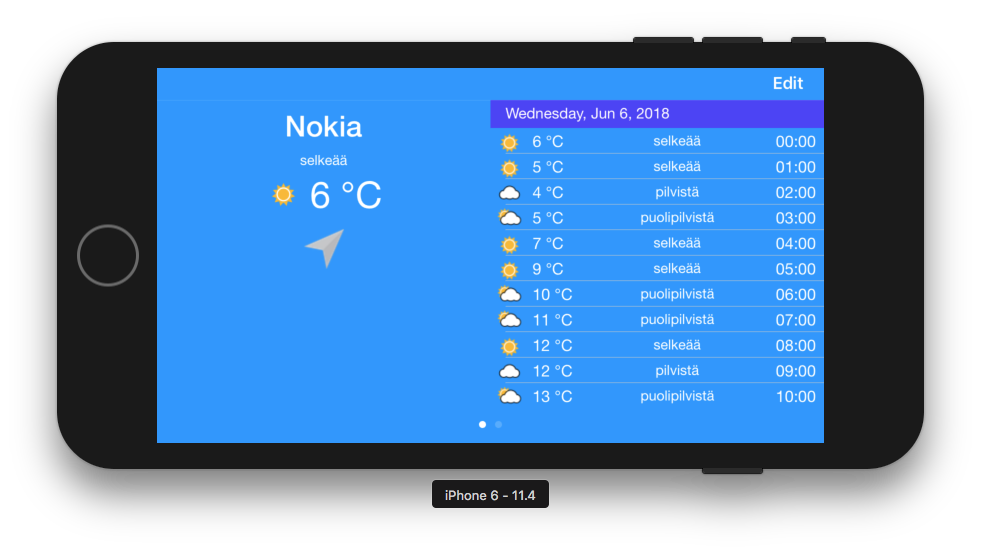 Edit
Nokia
selkeää
6 °C
Wednesday, Jun 6, 2018
6 °C selkeää 00:00
5 °C selkeää 01:00
4 °C pilvistä 02:00
5 °C puolipilvistä 03:00
7 °C selkeää 04:00
9 °C selkeää 05:00
10 °C puolipilvistä 06:00
11 °C puolipilvistä 07:00
12 °C selkeää 08:00
12 °C pilvistä 09:00
13 °C puolipilvistä 10:00
iPhone 6 - 11.4